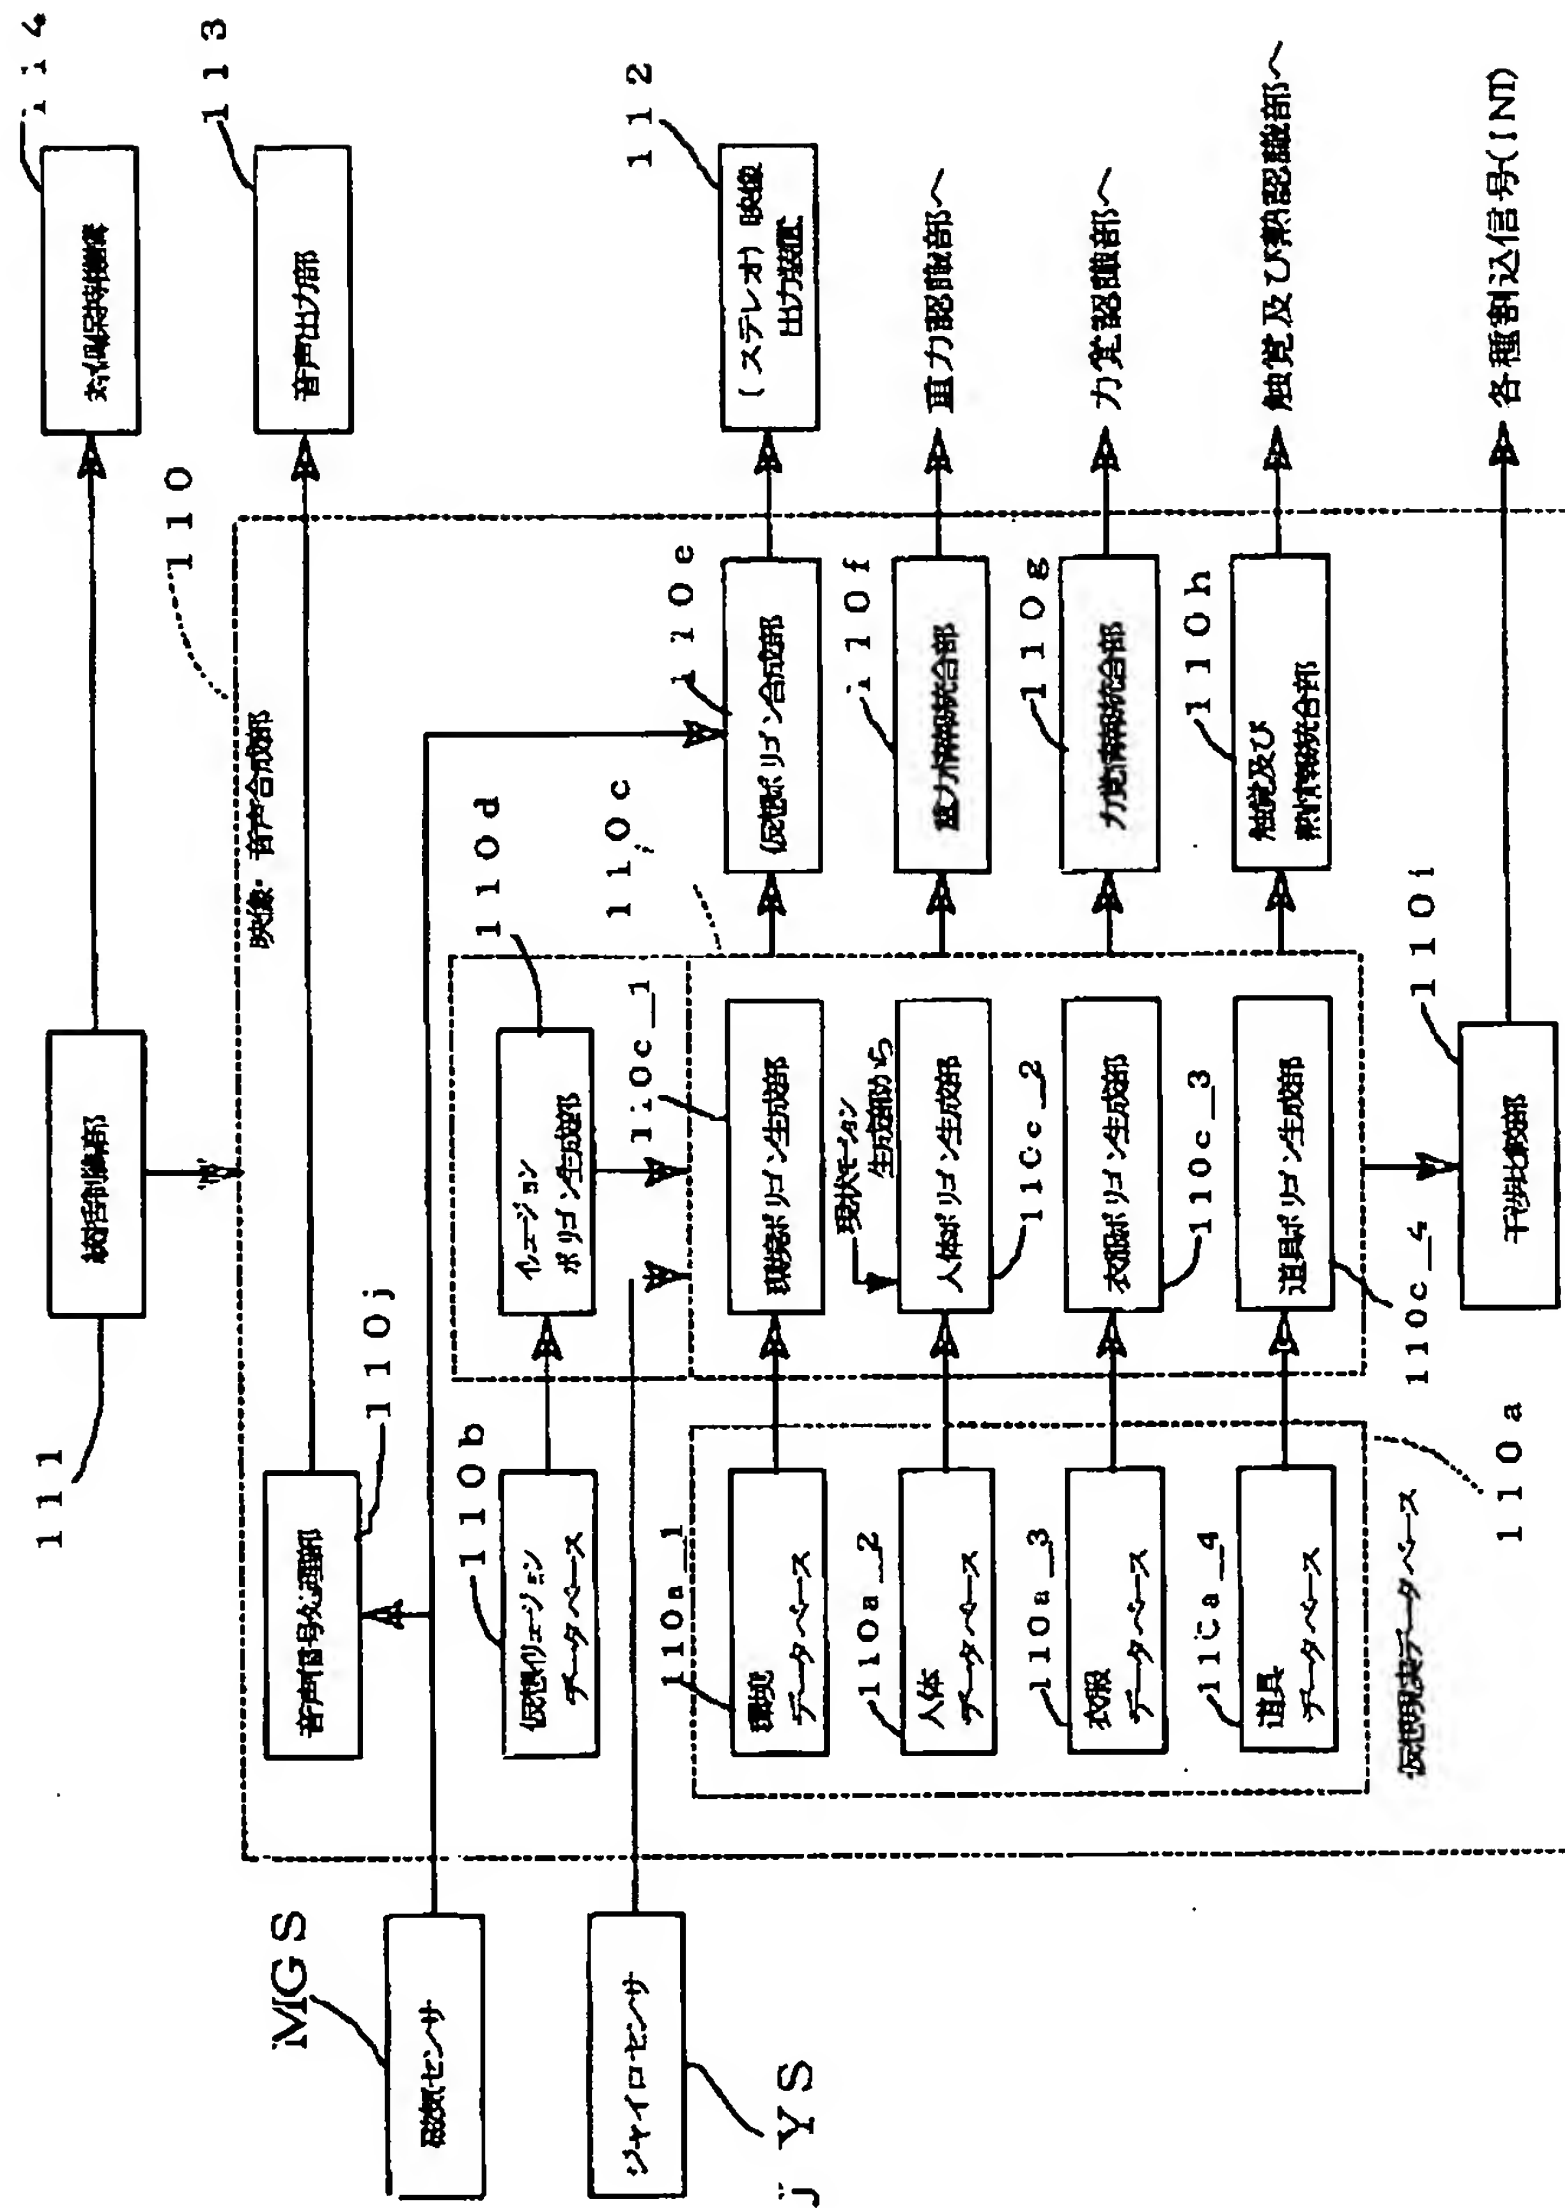 114
統括制御部
111
113
音声出力部
110
映像・音声合成部
音声信号処理部
110j
MGS
磁気センサ
110d
イリュージョン
ポリゴン生成部
110b
仮想イリュージョン
データベース
ジャイロセンサ
jYS
112
(ステレオ)映像
出力装置
110e
仮想ポリゴン合成部
110c
110c_1
環境ポリゴン生成部
110a_1
環境
データベース
重力認識部へ
110f
重力情報統合部
現状モーション
生成部から
人体ポリゴン生成部
110c_2
110a_2
人体
データベース
力覚認識部へ
110g
力覚情報統合部
衣服ポリゴン生成部
110c_3
110a_3
衣服
データベース
触覚及び熱認識部へ
110h
触覚及び
熱情報統合部
道具ポリゴン生成部
110c_4
110a_4
道具
データベース
仮想現実データベース
110a
各種割込信号(INT)
110i
干渉比較部